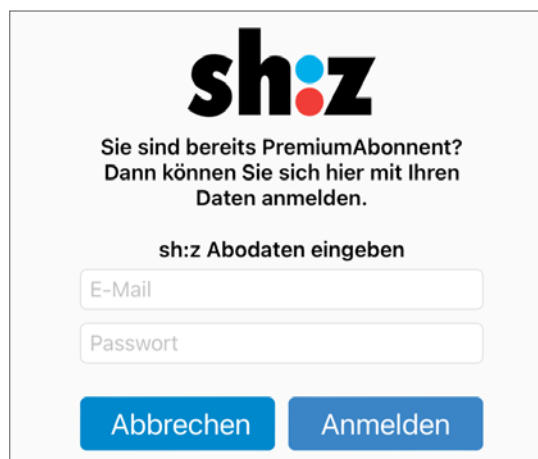 sh:z
Sie sind bereits PremiumAbonnent?
Dann können Sie sich hier mit Ihren
Daten anmelden.
sh:z Abodaten eingeben
E-Mail
Passwort
Abbrechen
Anmelden